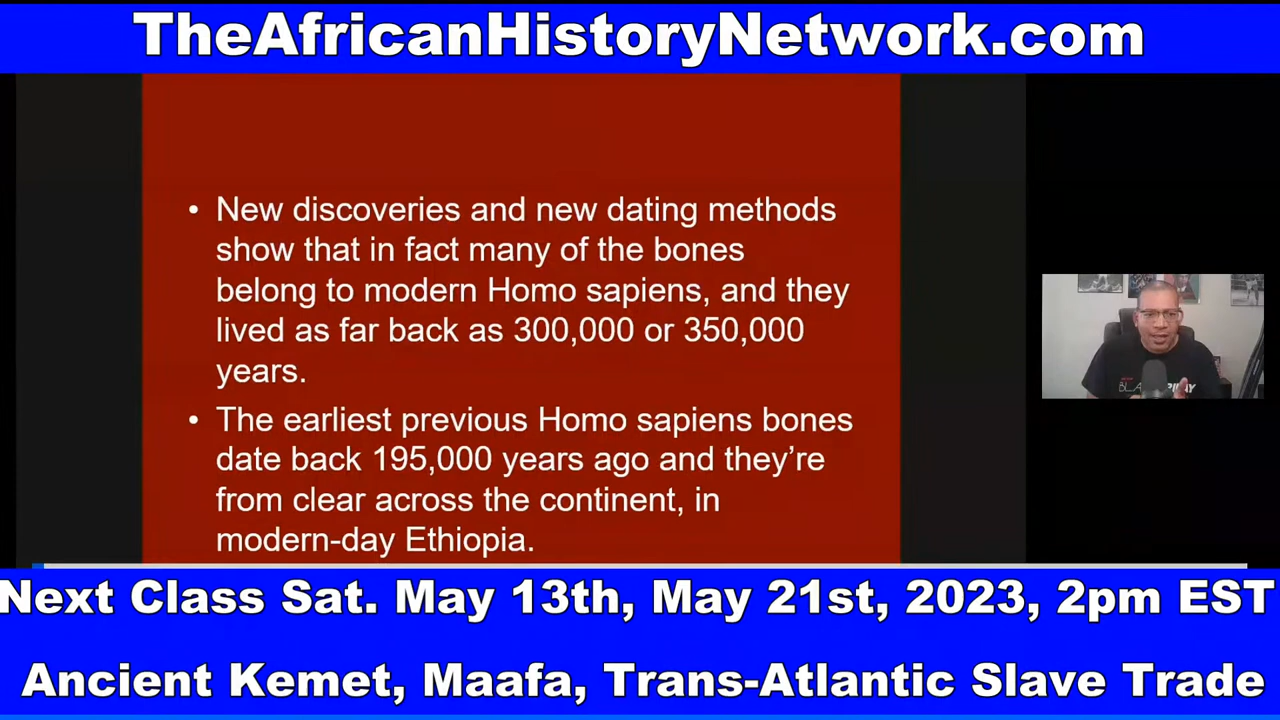 TheAfricanHistoryNetwork.com
• New discoveries and new dating methods
show that in fact many of the bones
belong to modern Homo sapiens, and they
lived as far back as 300,000 or 350,000
years.
• The earliest previous Homo sapiens bones
date back 195,000 years ago and they’re
from clear across the continent, in
modern-day Ethiopia.
Next Class Sat. May 13th, May 21st, 2023, 2pm EST
Ancient Kemet, Maafa, Trans-Atlantic Slave Trade